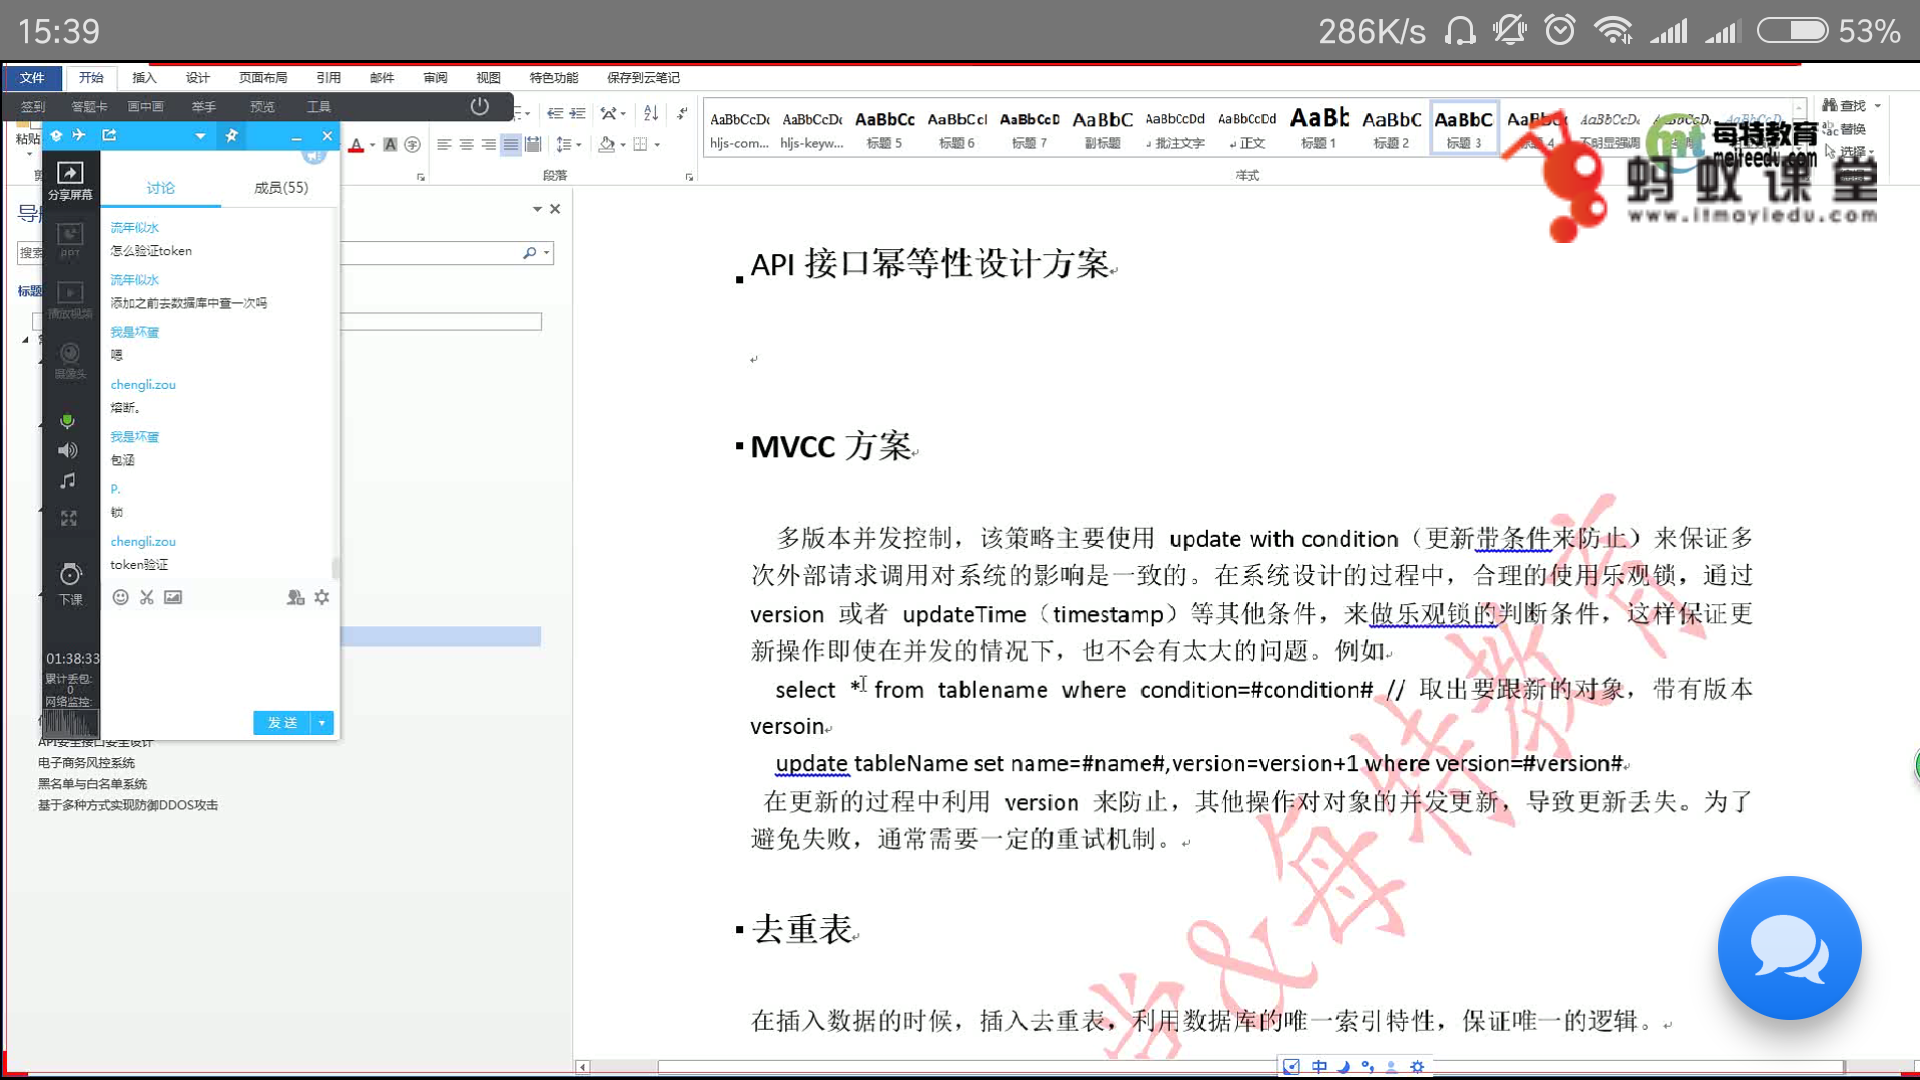 15:39
286K/s
53%
文件 开始 插入 设计 页面布局 引用 邮件 审阅 视图 特色功能 保存到云笔记
签到 答题卡 画中画 举手 预览 工具
AaBbCcDc AaBbCcDc AaBbCc AaBbCcl AaBbCcD AaBbC AaBbCcDd AaBbCcDd AaBb AaBbC AaBbC
hljs-com... hljs-keyw... 标题 5 标题 6 标题 7 副标题 批注文字 正文 标题 1 标题 2 标题 3
段落
样式
查找
替换
选择
每特教育
meiteedu.com
蚂蚁课堂
www.itmayiedu.com
粘贴
分享屏幕
PPT
播放视频
摄像头
下课
01:38:33
累计丢包:
0
网络监控:
讨论 成员(55)
流年似水
怎么验证token
流年似水
添加之前去数据库中查一次吗
我是坏蛋
嗯
chengli.zou
熔断。
我是坏蛋
包涵
P.
锁
chengli.zou
token验证
发送
搜索
标题
API安全接口安全设计
电子商务风控系统
黑名单与白名单系统
基于多种方式实现防御DDOS攻击
API 接口幂等性设计方案
MVCC 方案
多版本并发控制，该策略主要使用 update with condition（更新带条件来防止）来保证多
次外部请求调用对系统的影响是一致的。在系统设计的过程中，合理的使用乐观锁，通过
version 或者 updateTime（timestamp）等其他条件，来做乐观锁的判断条件，这样保证更
新操作即使在并发的情况下，也不会有太大的问题。例如
select * from tablename where condition=#condition# // 取出要跟新的对象，带有版本
versoin
update tableName set name=#name#,version=version+1 where version=#version#
在更新的过程中利用 version 来防止，其他操作对对象的并发更新，导致更新丢失。为了
避免失败，通常需要一定的重试机制。
去重表
在插入数据的时候，插入去重表，利用数据库的唯一索引特性，保证唯一的逻辑。
中